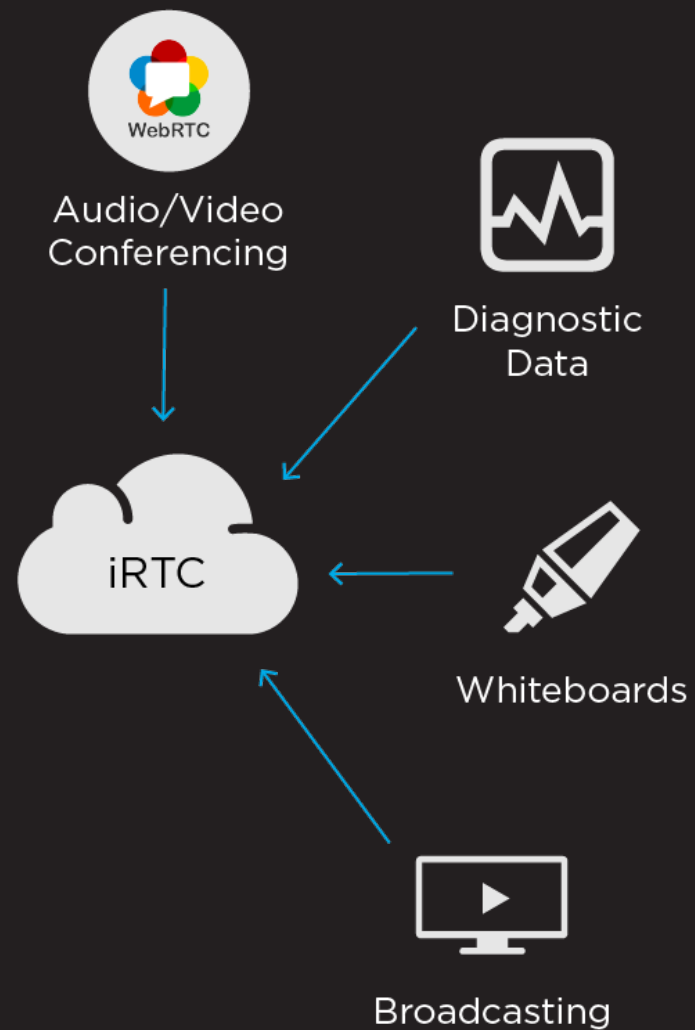 WebRTC
Audio/Video
Conferencing
Diagnostic
Data
iRTC
Whiteboards
Broadcasting